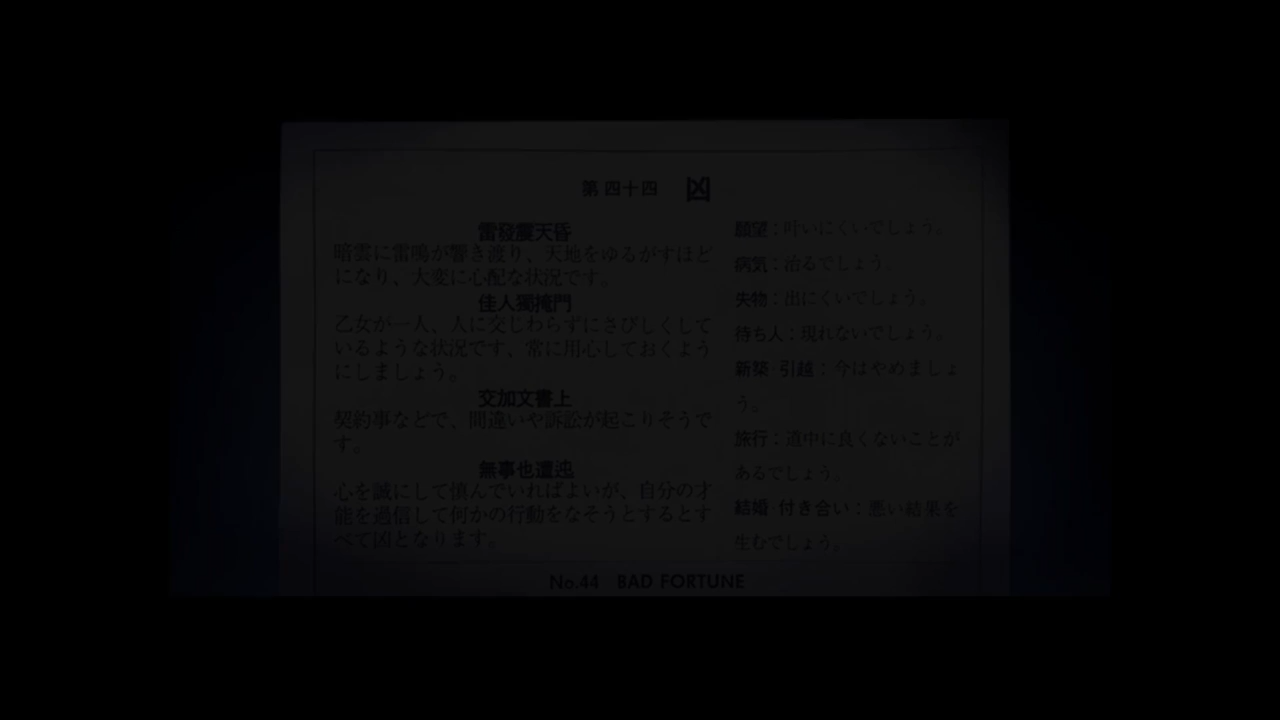 第四十四 凶
雷發震天昏
暗雲に雷鳴が響き渡り、天地をゆるがすほど
になり、大変に心配な状況です。
佳人獨掩門
乙女が一人、人に交じわらずにさびしくして
いるような状況です、常に用心しておくよう
にしましょう。
交加文書上
契約事などで、間違いや訴訟が起こりそうで
す。
無事也遭迍
心を誠にして慎んでいればよいが、自分の才
能を過信して何かの行動をなそうとするとす
べて凶となります。
願望：叶いにくいでしょう。
病気：治るでしょう。
失物：出にくいでしょう。
待ち人：現れないでしょう。
新築·引越：今はやめましょ
う。
旅行：道中に良くないことが
あるでしょう。
結婚·付き合い：悪い結果を
生むでしょう。
No.44 BAD FORTUNE